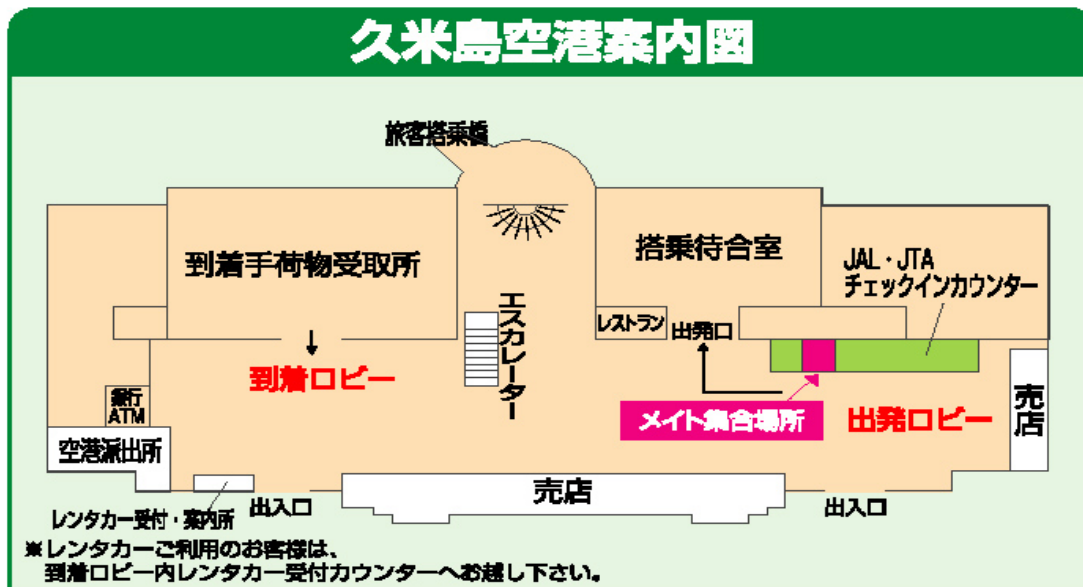 久米島空港案内図
旅客搭乗橋
到着手荷物受取所
搭乗待合室
JAL・JTA
チェックインカウンター
エスカレーター
レストラン
出発口
到着ロビー
銀行
ATM
メイト集合場所
出発ロビー
売店
空港派出所
売店
レンタカー受付・案内所
出入口
出入口
※レンタカーご利用のお客様は、
到着ロビー内レンタカー受付カウンターへお越し下さい。